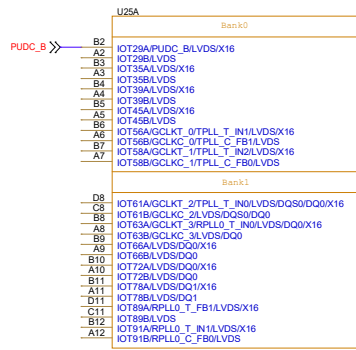 U25A
Bank0
PUDC_B
B2 IOT29A/PUDC_B/LVDS/X16
A2 IOT29B/LVDS
B3 IOT35A/LVDS/X16
A3 IOT35B/LVDS
B4 IOT39A/LVDS/X16
A4 IOT39B/LVDS
B5 IOT45A/LVDS/X16
A5 IOT45B/LVDS
B6 IOT56A/GCLKT_0/TPLL_T_IN1/LVDS/X16
A6 IOT56B/GCLKC_0/TPLL_C_FB1/LVDS
B7 IOT58A/GCLKT_1/TPLL_T_IN2/LVDS/X16
A7 IOT58B/GCLKC_1/TPLL_C_FB0/LVDS
Bank1
D8 IOT61A/GCLKT_2/TPLL_T_IN0/LVDS/DQS0/DQ0/X16
C8 IOT61B/GCLKC_2/LVDS/DQS0/DQ0
B8 IOT63A/GCLKT_3/RPLL0_T_IN0/LVDS/DQ0/X16
A8 IOT63B/GCLKC_3/LVDS/DQ0
B9 IOT66A/LVDS/DQ0/X16
A9 IOT66B/LVDS/DQ0
B10 IOT72A/LVDS/DQ0/X16
A10 IOT72B/LVDS/DQ0
B11 IOT78A/LVDS/DQ1/X16
A11 IOT78B/LVDS/DQ1
D11 IOT89A/RPLL0_T_FB1/LVDS/X16
C11 IOT89B/LVDS
B12 IOT91A/RPLL0_T_IN1/LVDS/X16
A12 IOT91B/RPLL0_C_FB0/LVDS